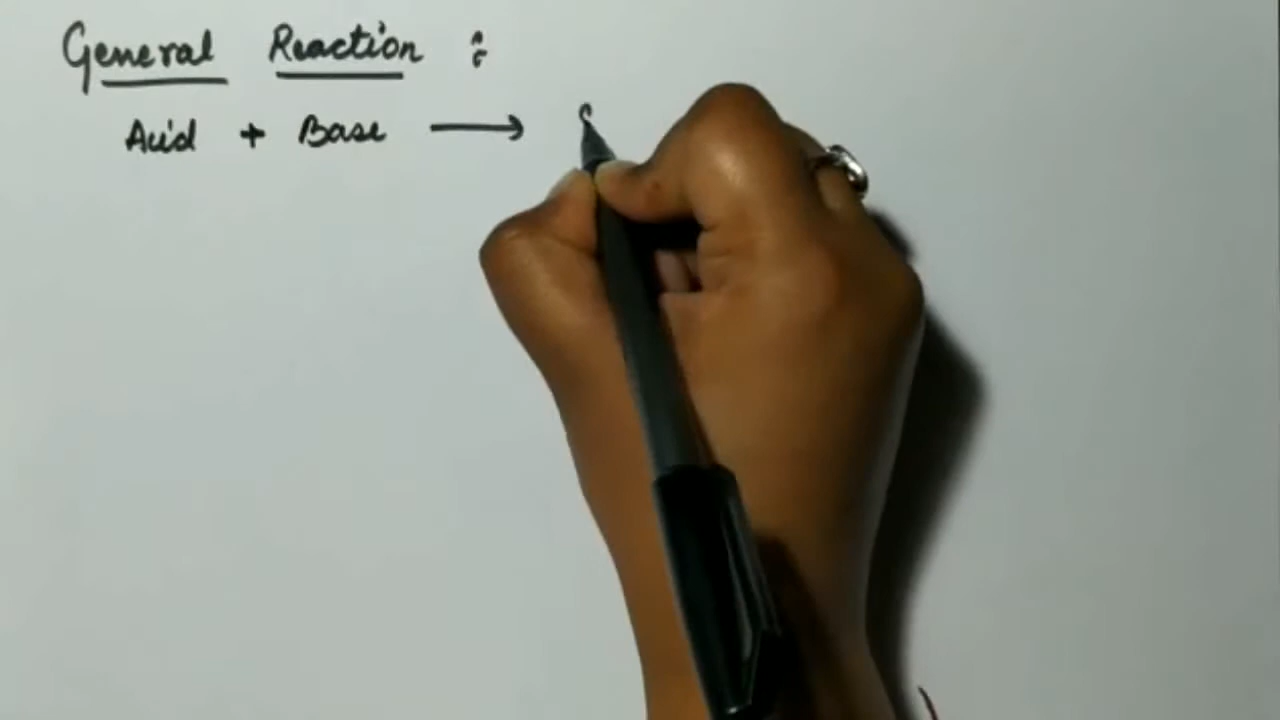 General Reaction :
Acid + Base →